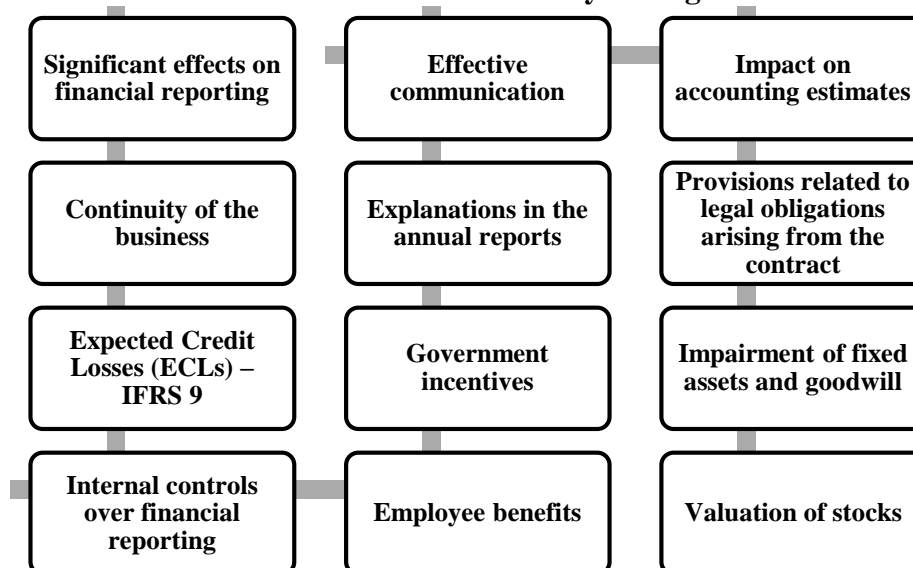 Significant effects on
financial reporting
Continuity of the
business
Expected Credit
Losses (ECLs) –
IFRS 9
Internal controls
over financial
reporting
Effective
communication
Explanations in the
annual reports
Government
incentives
Employee benefits
Impact on
accounting estimates
Provisions related to
legal obligations
arising from the
contract
Impairment of fixed
assets and goodwill
Valuation of stocks